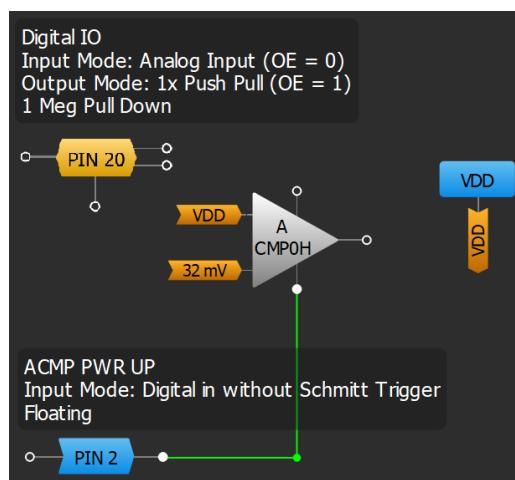 Digital IO
Input Mode: Analog Input (OE = 0)
Output Mode: 1x Push Pull (OE = 1)
1 Meg Pull Down
PIN 20
VDD
VDD
A
CMP0H
VDD
32 mV
ACMP PWR UP
Input Mode: Digital in without Schmitt Trigger
Floating
PIN 2